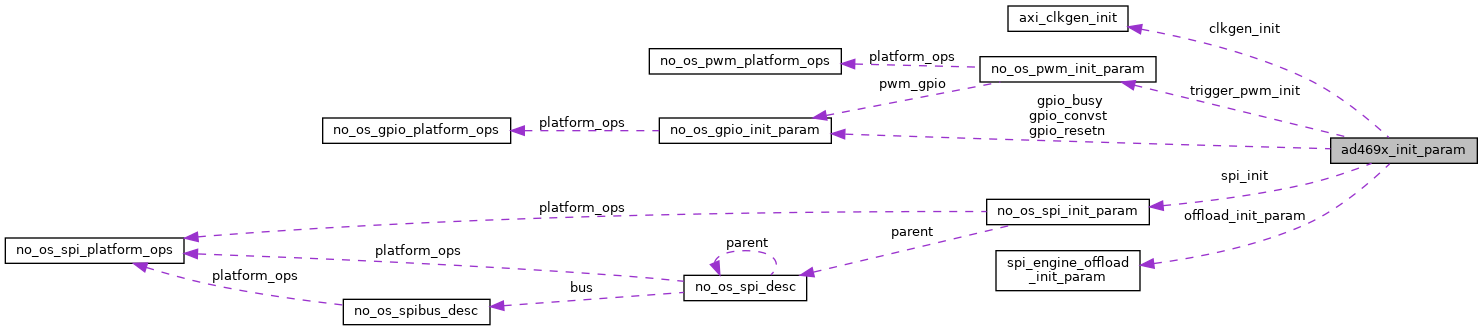 axi_clkgen_init
clkgen_init
no_os_pwm_platform_ops
platform_ops
no_os_pwm_init_param
pwm_gpio
trigger_pwm_init
gpio_busy
gpio_convst
gpio_resetn
no_os_gpio_platform_ops
platform_ops
no_os_gpio_init_param
ad469x_init_param
spi_init
platform_ops
no_os_spi_init_param
offload_init_param
parent
no_os_spi_platform_ops
platform_ops
parent
spi_engine_offload
_init_param
platform_ops
bus
no_os_spi_desc
no_os_spibus_desc